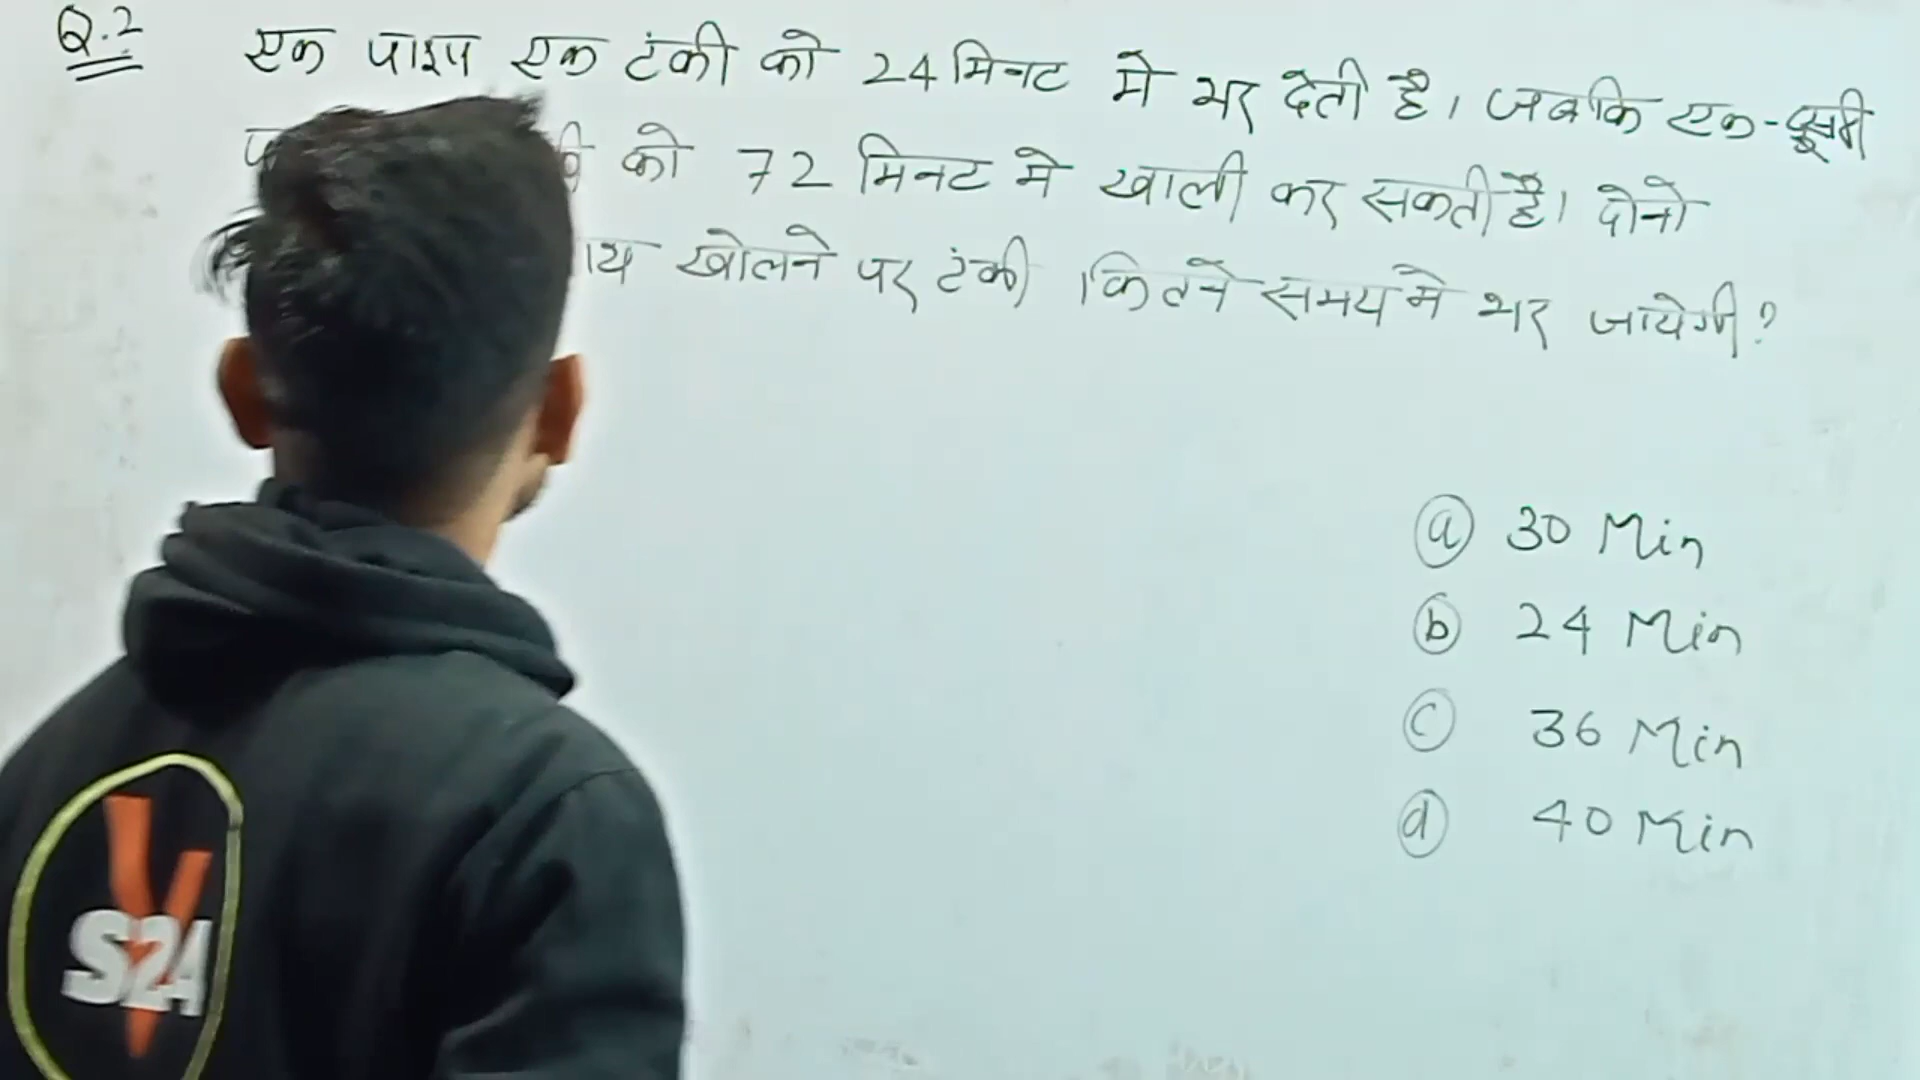 Q.2 एक पाइप एक टंकी को 24 मिनट मे भर देती है। जबकि एक-दूसरी
को 72 मिनट मे खाली कर सकती है। दोनो
खोलने पर टंकी कितने समय मे भर जायेगी?
(a) 30 Min
(b) 24 Min
(c) 36 Min
(d) 40 Min
S2A